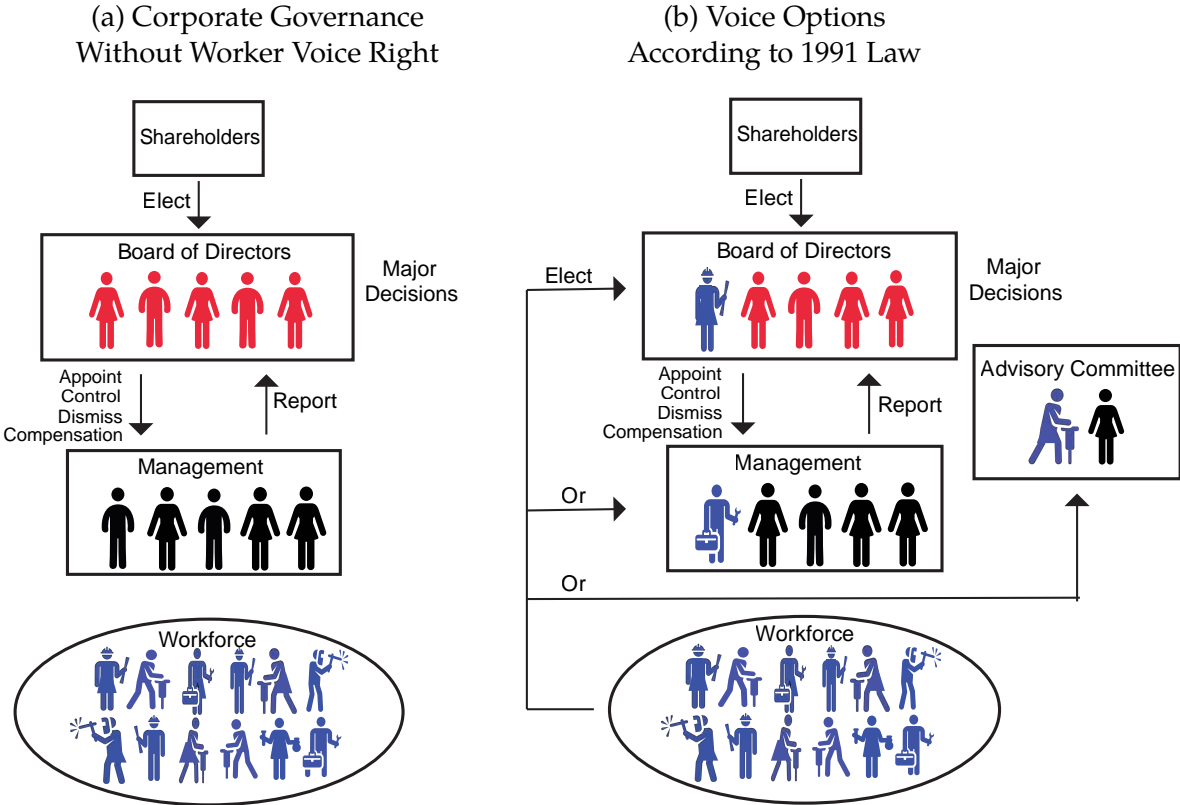 (a) Corporate Governance
Without Worker Voice Right
Shareholders
Elect
Board of Directors
Major
Decisions
Appoint
Control
Dismiss
Compensation
Report
Management
Workforce
(b) Voice Options
According to 1991 Law
Shareholders
Elect
Board of Directors
Elect
Major
Decisions
Appoint
Control
Dismiss
Compensation
Report
Advisory Committee
Management
Or
Or
Workforce